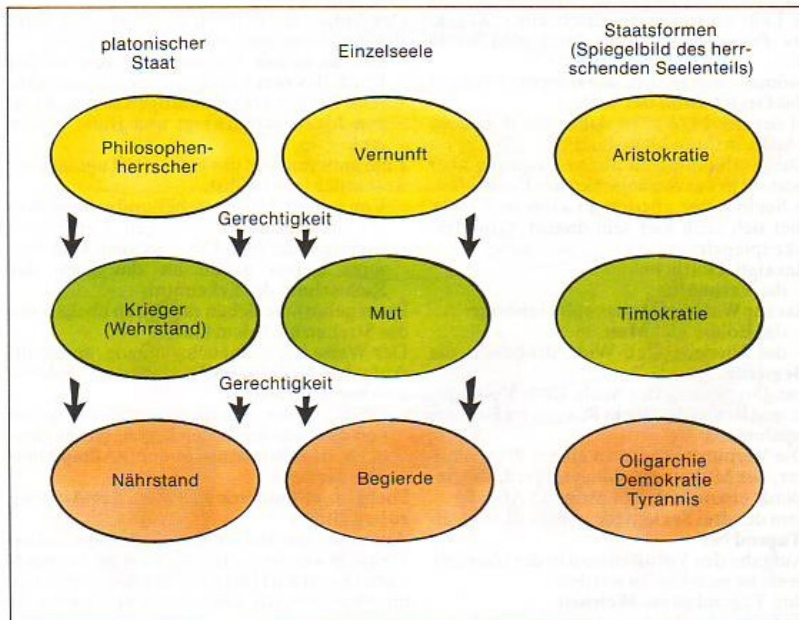 platonischer
Staat
Einzelseele
Staatsformen
(Spiegelbild des herr-
schenden Seelenteils)
Philosophen-
herrscher
Vernunft
Aristokratie
Gerechtigkeit
Krieger
(Wehrstand)
Mut
Timokratie
Gerechtigkeit
Nährstand
Begierde
Oligarchie
Demokratie
Tyrannis